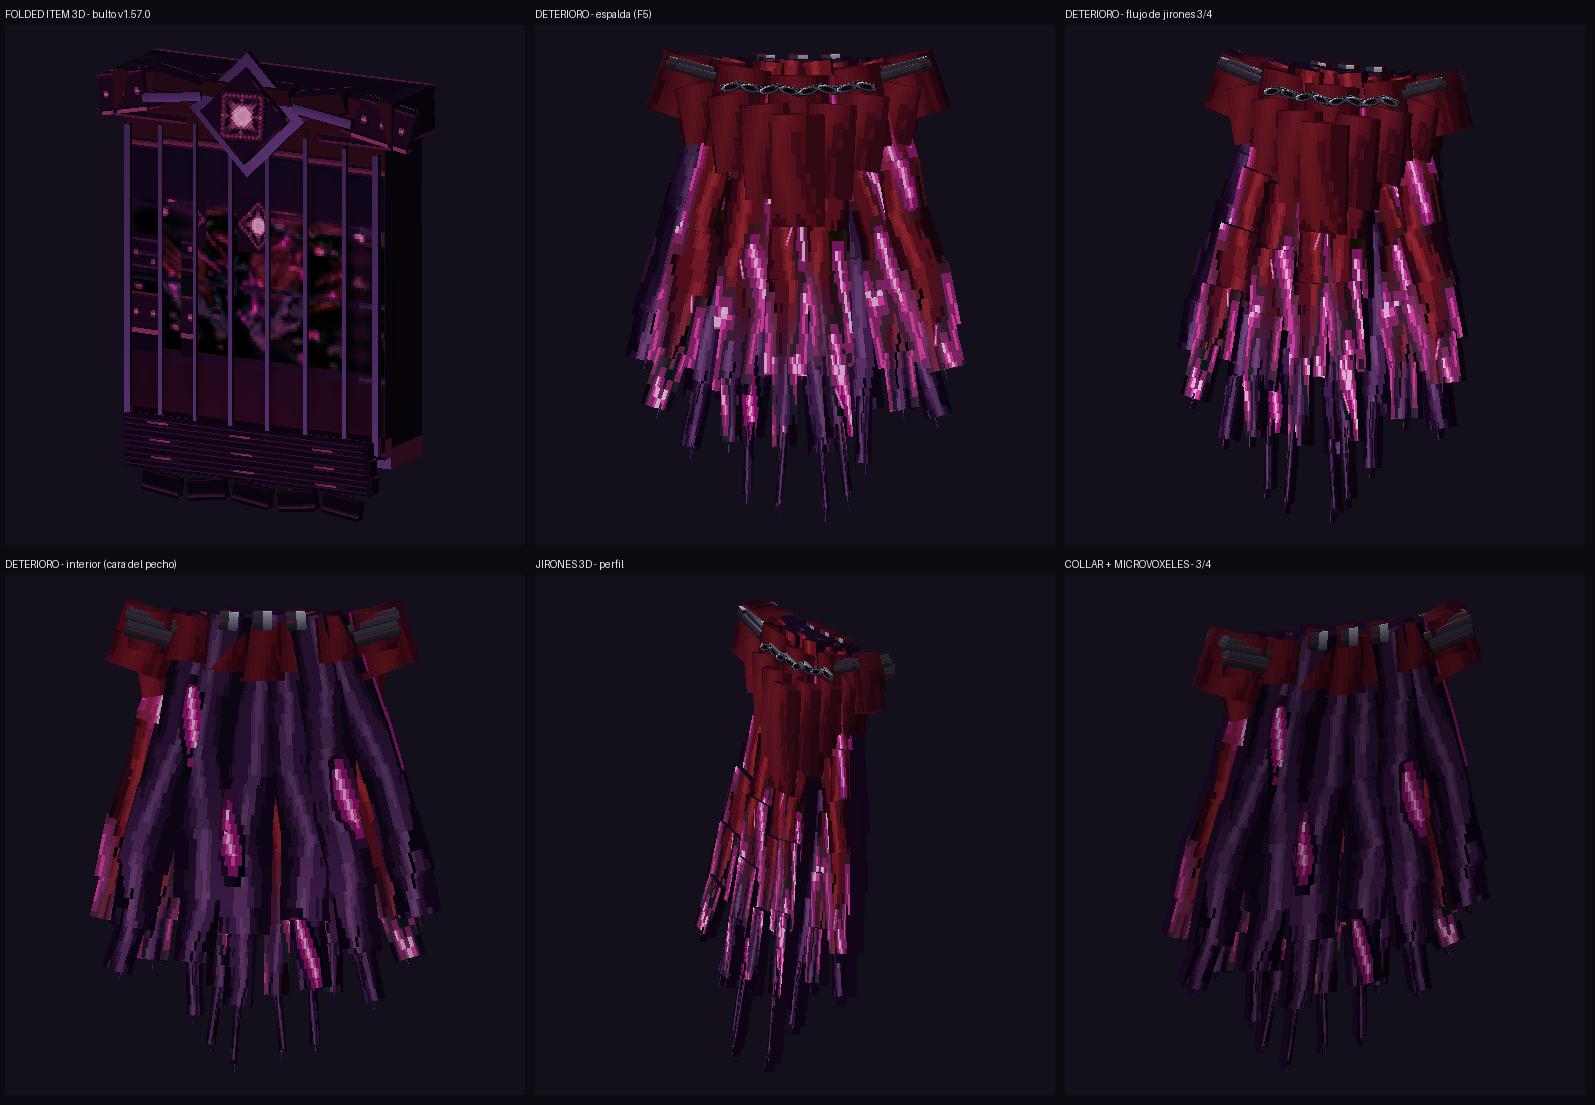 FOLDED ITEM 3D - bulto v1.57.0
DETERIORO - espalda (F5)
DETERIORO - flujo de jirones 3/4
DETERIORO - interior (cara del pecho)
JIRONES 3D - perfil
COLLAR + MICROVOXELES - 3/4